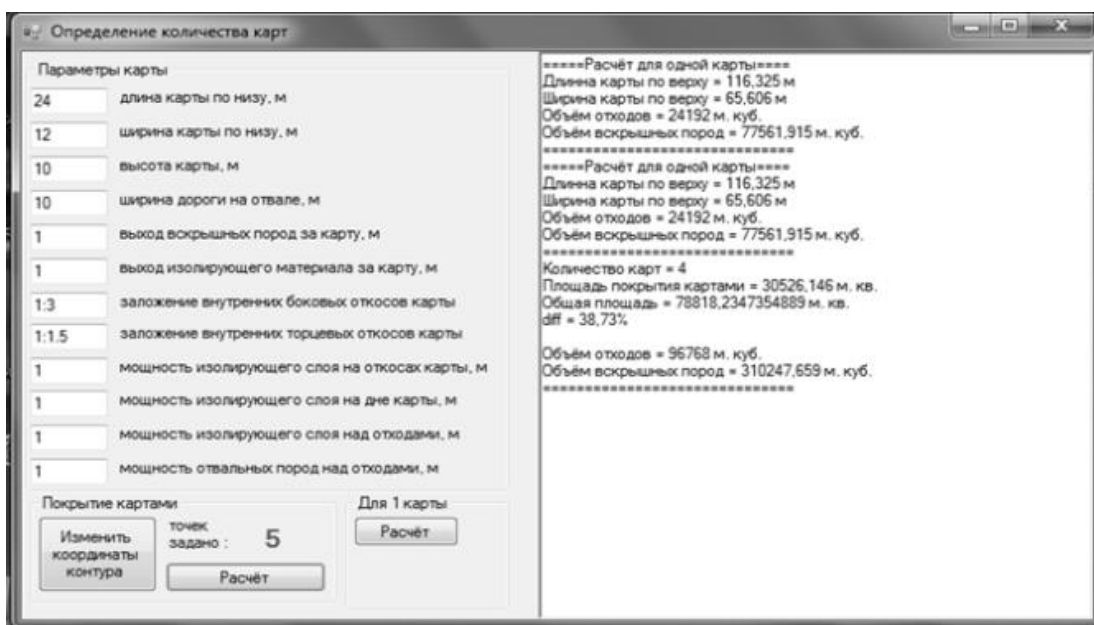 Определение количества карт
Параметры карты
24 длина карты по низу, м
12 ширина карты по низу, м
10 высота карты, м
10 ширина дороги на отвале, м
1 выход вскрышных пород за карту, м
1 выход изолирующего материала за карту, м
1:3 заложение внутренних боковых откосов карты
1:1.5 заложение внутренних торцевых откосов карты
1 мощность изолирующего слоя на откосах карты, м
1 мощность изолирующего слоя на дне карты, м
1 мощность изолирующего слоя над отходами, м
1 мощность отвальных пород над отходами, м
Покрытие картами
Изменить
координаты
контура
точек
задано :
5
Расчёт
Для 1 карты
Расчёт
=====Расчёт для одной карты====
Длинна карты по верху = 116,325 м
Ширина карты по верху = 65,606 м
Объём отходов = 24192 м. куб.
Объём вскрышных пород = 77561,915 м. куб.
==============================
=====Расчёт для одной карты====
Длинна карты по верху = 116,325 м
Ширина карты по верху = 65,606 м
Объём отходов = 24192 м. куб.
Объём вскрышных пород = 77561,915 м. куб.
==============================
Количество карт = 4
Площадь покрытия картами = 30526,146 м. кв.
Общая площадь = 78818,2347354889 м. кв.
diff = 38,73%
Объём отходов = 96768 м. куб.
Объём вскрышных пород = 310247,659 м. куб.
==============================